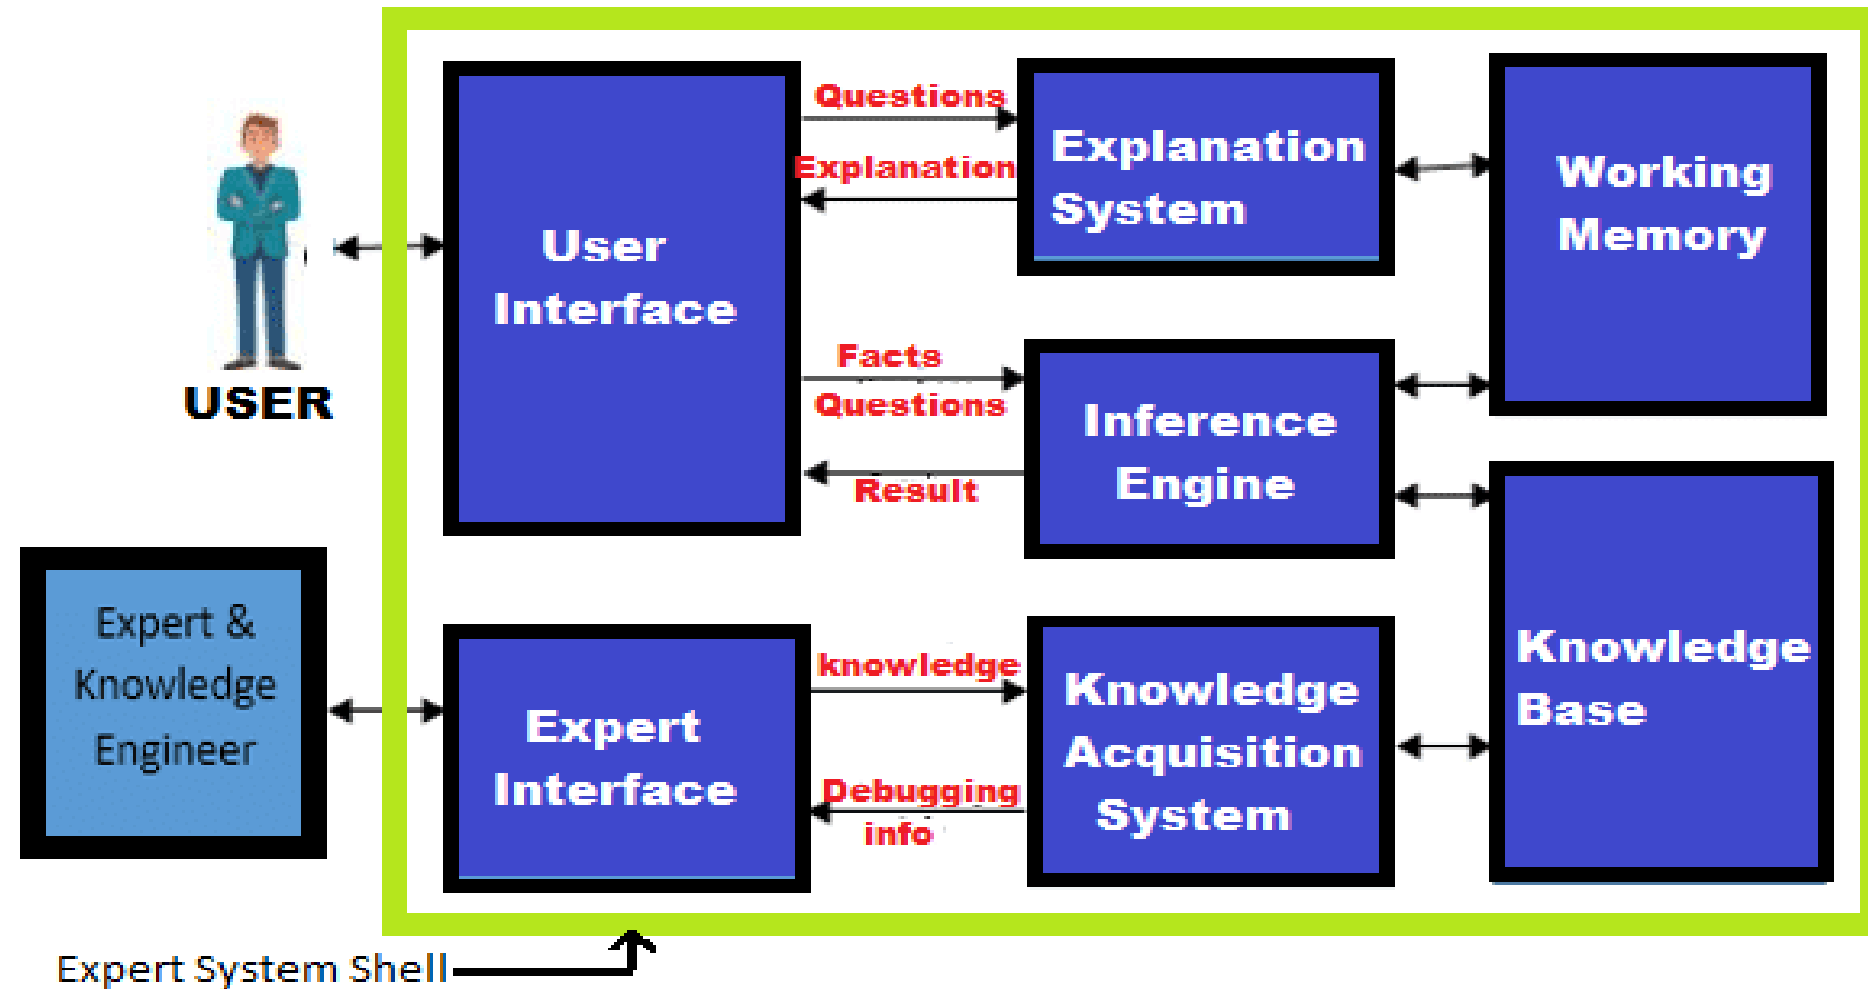 Questions
Explanation
User
Interface
Explanation
System
Working
Memory
USER
Facts
Questions
Result
Inference
Engine
Expert &
Knowledge
Engineer
Expert
Interface
knowledge
Debugging
info
Knowledge
Acquisition
System
Knowledge
Base
Expert System Shell